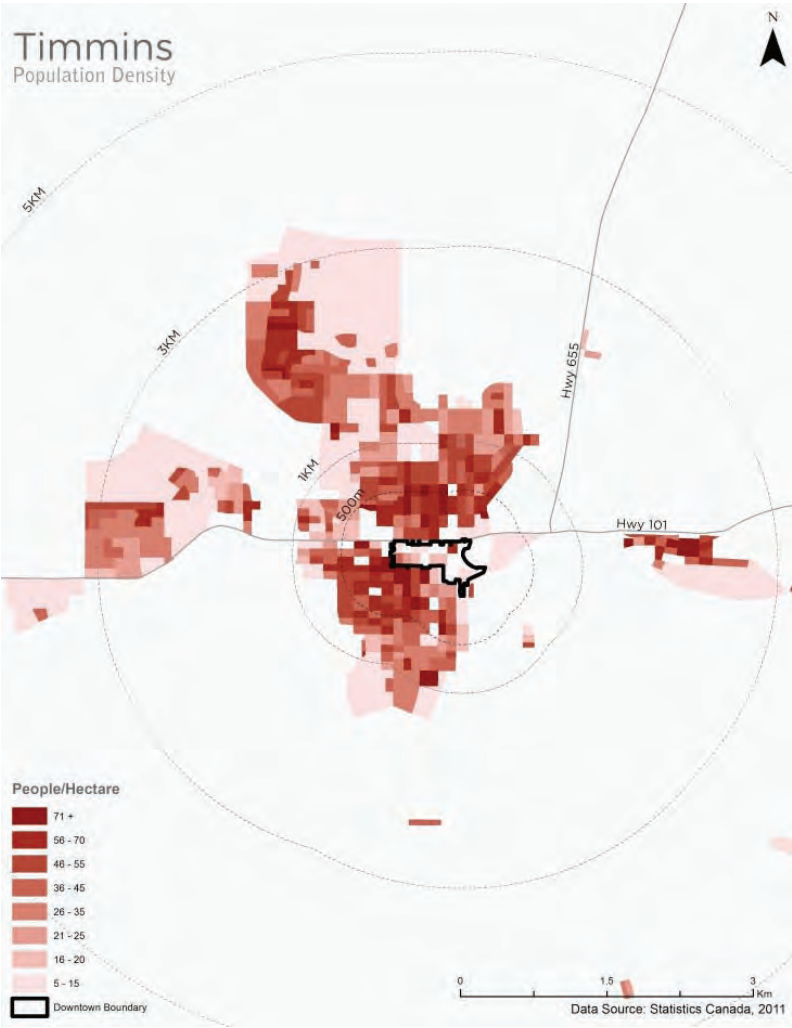 Timmins
Population Density
N
5KM
3KM
Hwy 655
1KM
500m
Hwy 101
People/Hectare
71 +
56 - 70
46 - 55
36 - 45
26 - 35
21 - 25
16 - 20
5 - 15
Downtown Boundary
0 1.5 3
Km
Data Source: Statistics Canada, 2011